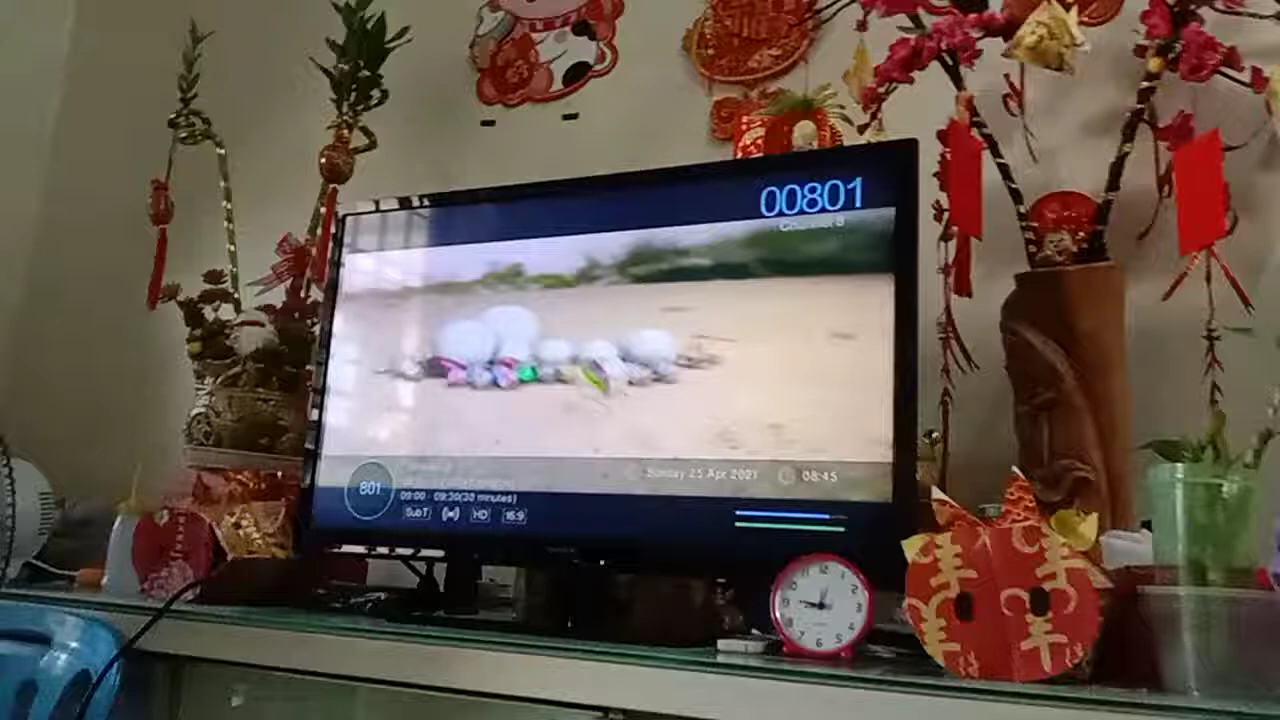 00801
Channel 8
Sunday 25 Apr 2021
08:45
801
09:00 - 09:30(30 minutes)
SubT
HD
16:9